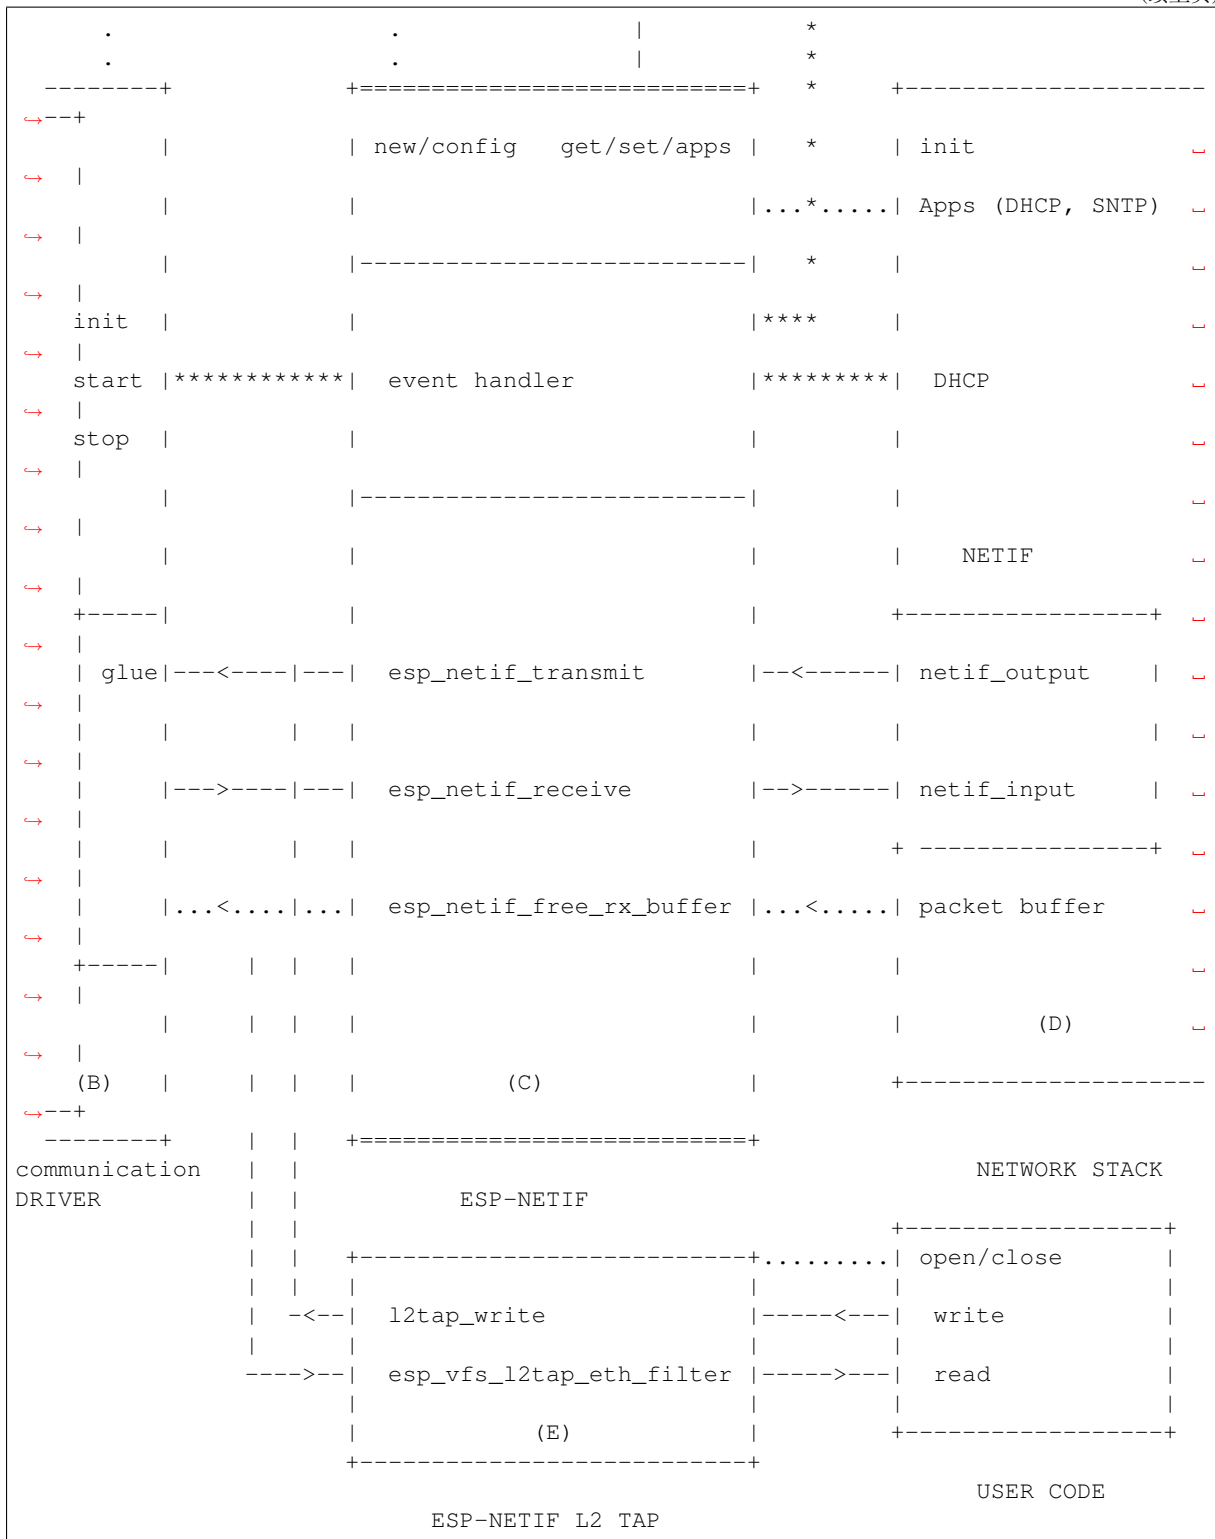 . . | *
. . | *
--------+ +===========================+ * +---------------------
↪--+
| | new/config get/set/apps | * | init ␣
↪ |
| | |...*.....| Apps (DHCP, SNTP) ␣
↪ |
| |---------------------------| * | ␣
↪ |
init | | |**** | ␣
↪ |
start |************| event handler |*********| DHCP ␣
↪ |
stop | | | | ␣
↪ |
| |---------------------------| | ␣
↪ |
| | | | NETIF ␣
↪ |
+-----| | | +-----------------+ ␣
↪ |
| glue|---<----|---| esp_netif_transmit |--<------| netif_output | ␣
↪ |
| | | | | | | ␣
↪ |
| |--->----|---| esp_netif_receive |-->------| netif_input | ␣
↪ |
| | | | | + ----------------+ ␣
↪ |
| |...<....|...| esp_netif_free_rx_buffer |...<.....| packet buffer ␣
↪ |
+-----| | | | | | ␣
↪ |
| | | | | | (D) ␣
↪ |
(B) | | | | (C) | +---------------------
↪--+
--------+ | | +===========================+
communication | | NETWORK STACK
DRIVER | | ESP-NETIF
| | +------------------+
| | +---------------------------+.........| open/close |
| | | | | |
| -<--| l2tap_write |-----<---| write |
| | | | |
---->--| esp_vfs_l2tap_eth_filter |----->---| read |
| | | |
| (E) | +------------------+
+---------------------------+
USER CODE
ESP-NETIF L2 TAP